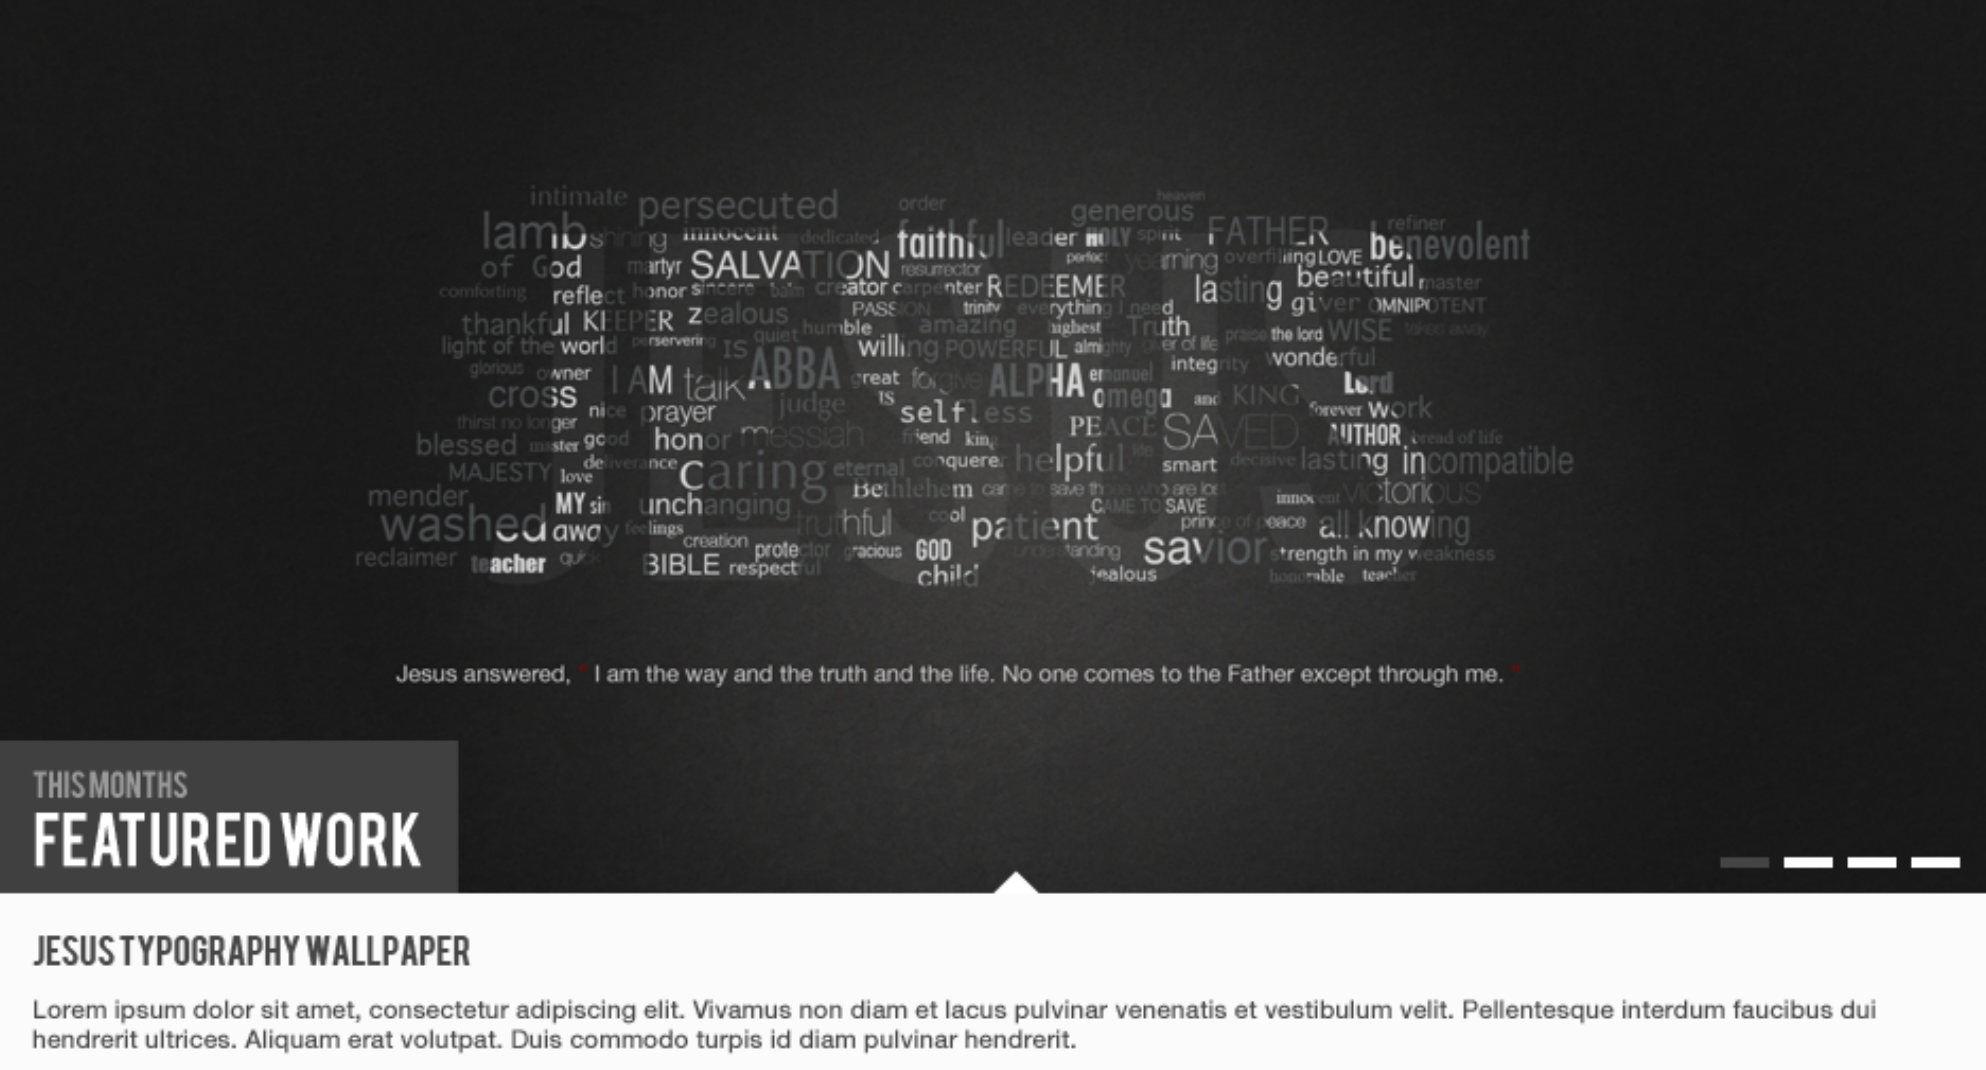 intimate persecuted order generous heaven
lamb shining innocent dedicated faithful leader HOLY spirit FATHER refiner benevolent
of God martyr SALVATION resurrector perfect yearning overfilling LOVE beautiful master
comforting reflect honor sincere balm creator carpenter REDEEMER lasting giver OMNIPOTENT
thankful KEEPER zealous PASSION trinity everything I need
quiet humble amazing highest Truth praise the lord WISE takes away
light of the world perservering IS ABBA willing POWERFUL almighty giver of life wonderful
glorious owner I AM talk great forgive ALPHA emanuel integrity Lord
cross nice prayer judge IS selfless omega and KING forever work
thirst no longer honor messiah friend king PEACE SAVED AUTHOR bread of life
blessed master good caring eternal conquerer helpful life smart decisive lasting incompatible
MAJESTY love deliverance Bethlehem came to save those who are lost innocent victorious
mender MY sin unchanging truthful cool CAME TO SAVE prince of peace all knowing
washed away feelings creation patient savior strength in my weakness
reclaimer teacher quick BIBLE protector gracious GOD understanding
respectful child jealous honorable teacher
Jesus answered, " I am the way and the truth and the life. No one comes to the Father except through me. "
THIS MONTHS
FEATURED WORK
JESUS TYPOGRAPHY WALLPAPER
Lorem ipsum dolor sit amet, consectetur adipiscing elit. Vivamus non diam et lacus pulvinar venenatis et vestibulum velit. Pellentesque interdum faucibus dui
hendrerit ultrices. Aliquam erat volutpat. Duis commodo turpis id diam pulvinar hendrerit.